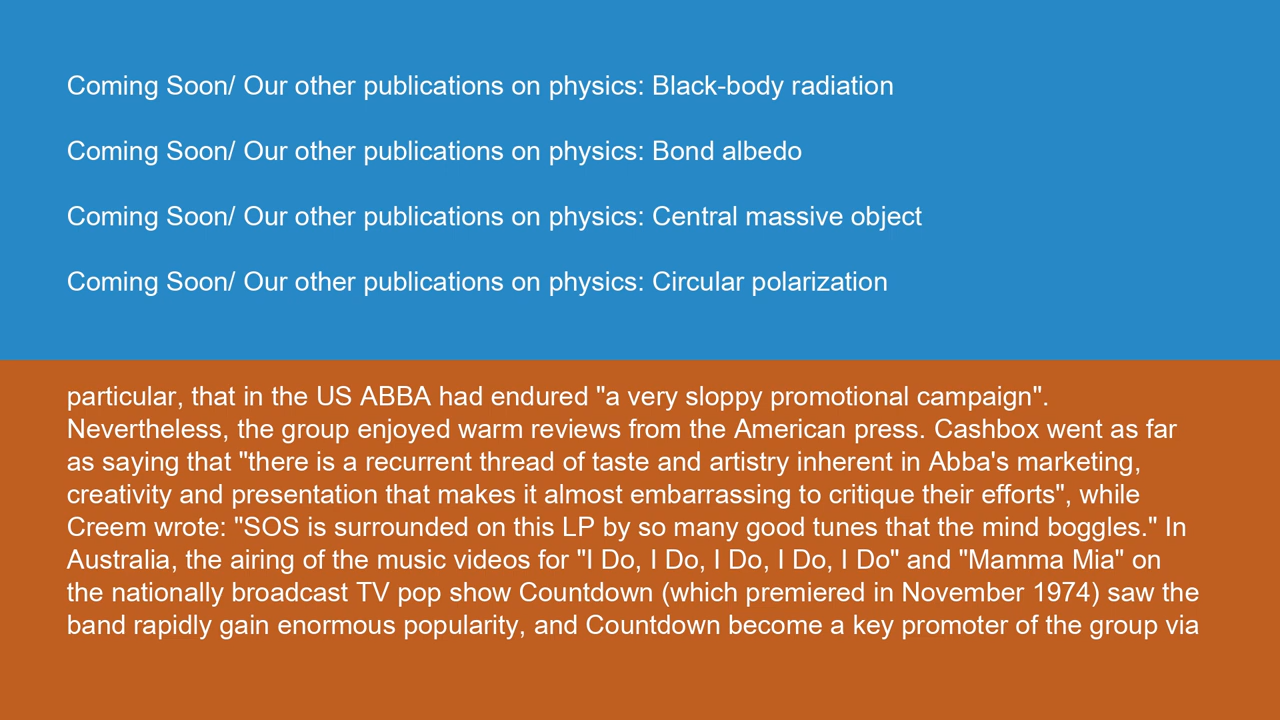 Coming Soon/ Our other publications on physics: Black-body radiation
Coming Soon/ Our other publications on physics: Bond albedo
Coming Soon/ Our other publications on physics: Central massive object
Coming Soon/ Our other publications on physics: Circular polarization
particular, that in the US ABBA had endured "a very sloppy promotional campaign".
Nevertheless, the group enjoyed warm reviews from the American press. Cashbox went as far
as saying that "there is a recurrent thread of taste and artistry inherent in Abba's marketing,
creativity and presentation that makes it almost embarrassing to critique their efforts", while
Creem wrote: "SOS is surrounded on this LP by so many good tunes that the mind boggles." In
Australia, the airing of the music videos for "I Do, I Do, I Do, I Do, I Do" and "Mamma Mia" on
the nationally broadcast TV pop show Countdown (which premiered in November 1974) saw the
band rapidly gain enormous popularity, and Countdown become a key promoter of the group via